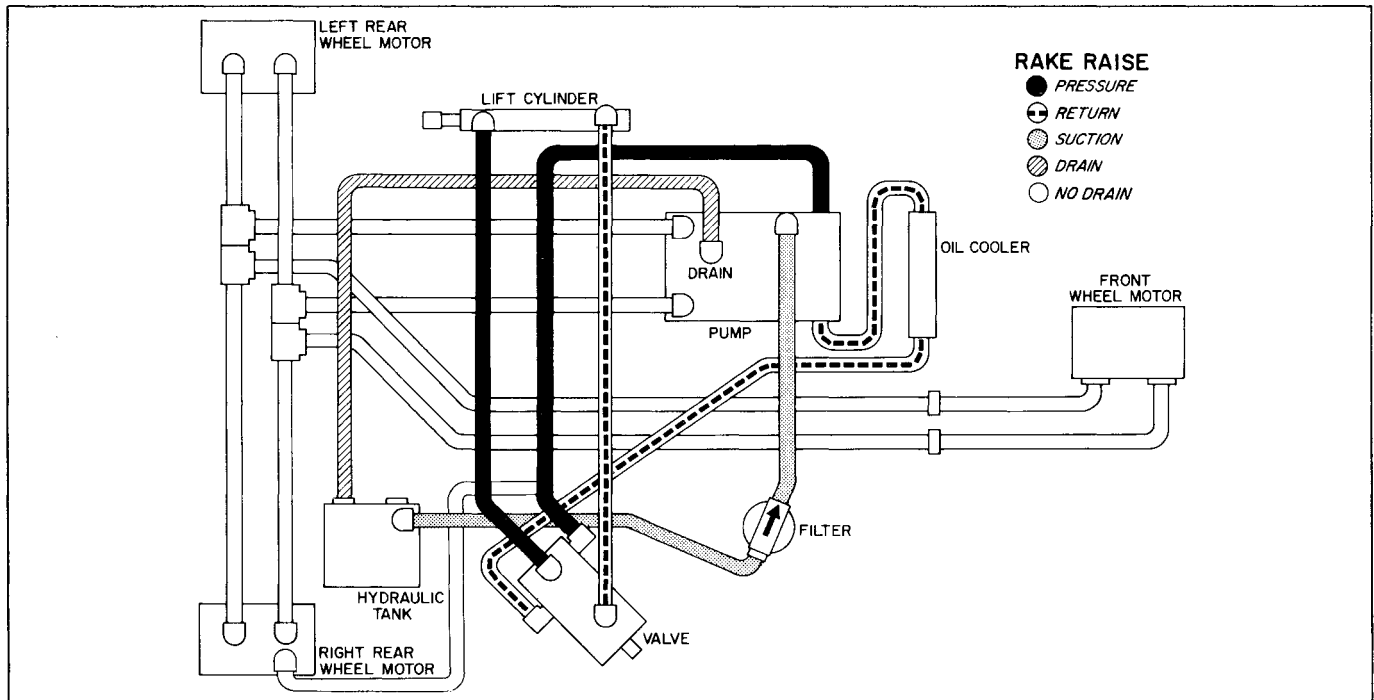 LEFT REAR
WHEEL MOTOR
LIFT CYLINDER
RAKE RAISE
PRESSURE
RETURN
SUCTION
DRAIN
NO DRAIN
OIL COOLER
DRAIN
PUMP
FRONT
WHEEL MOTOR
FILTER
HYDRAULIC
TANK
VALVE
RIGHT REAR
WHEEL MOTOR